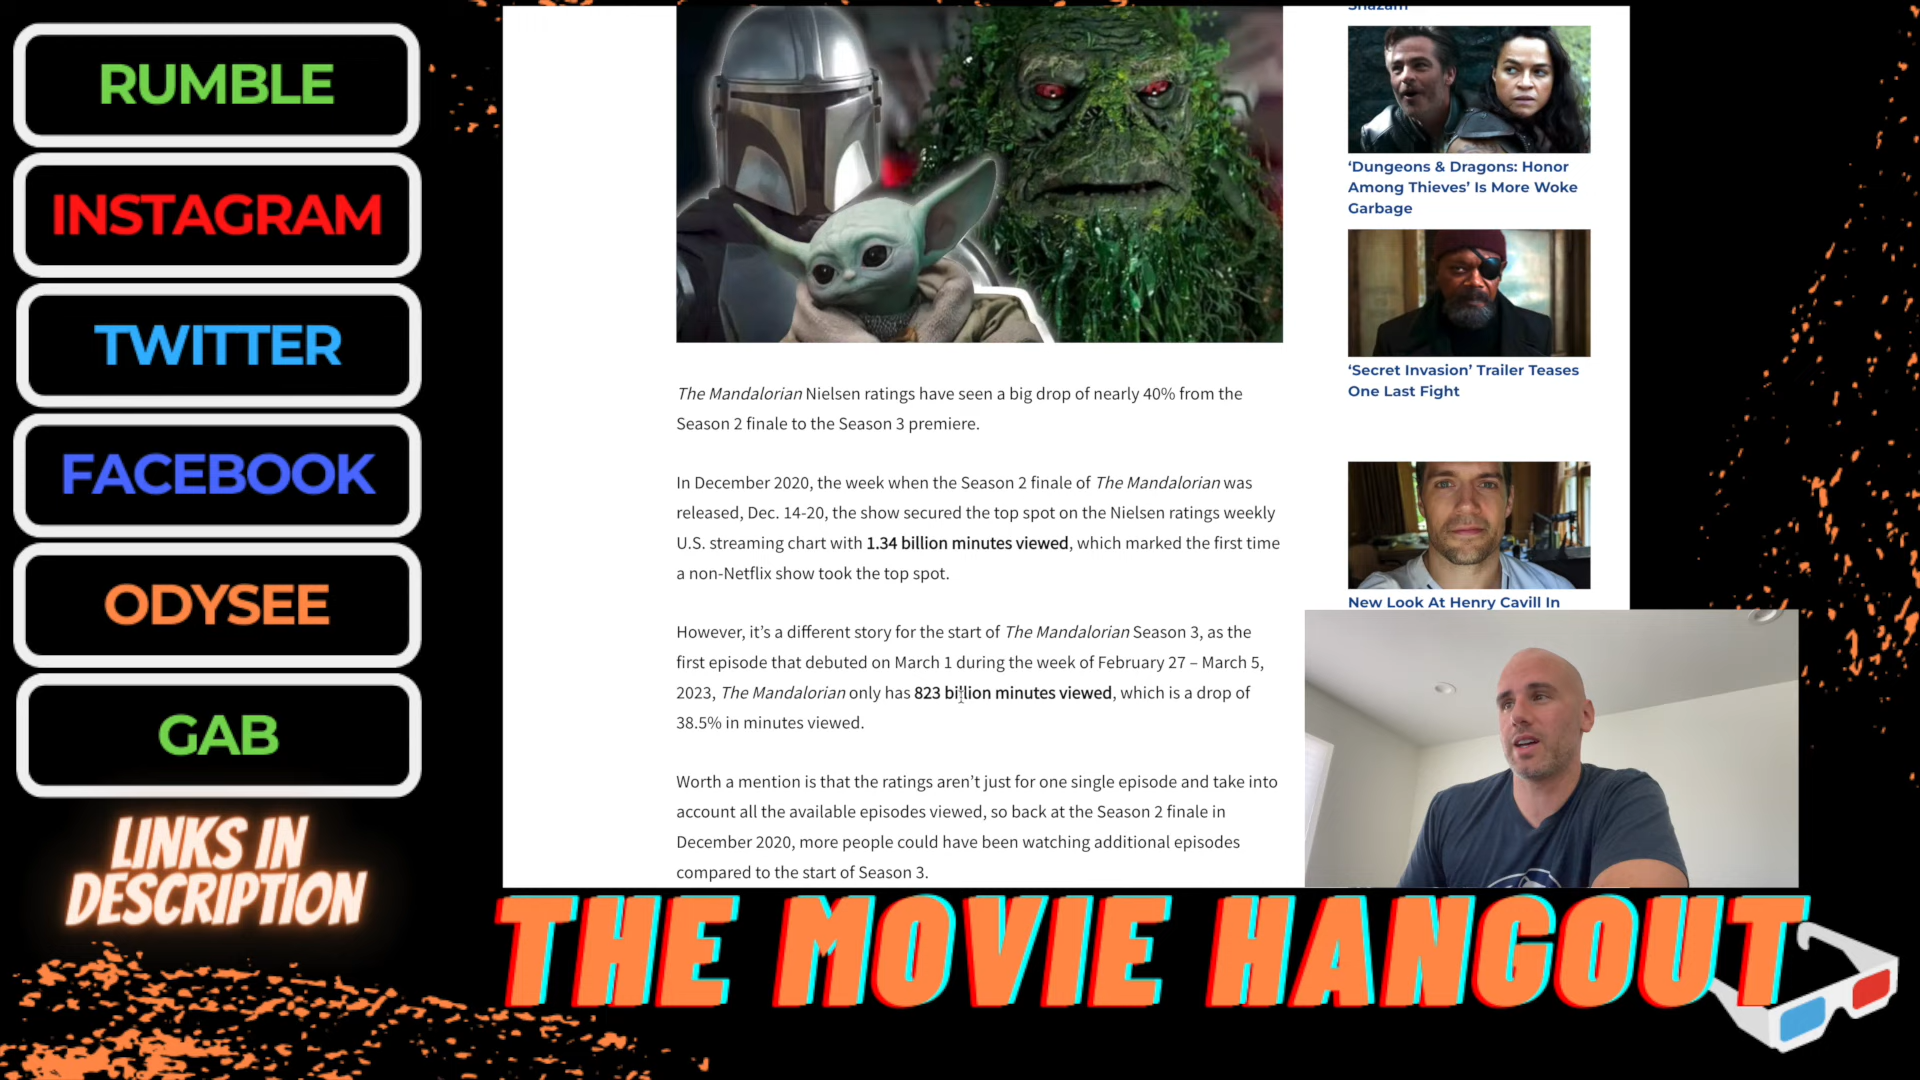 RUMBLE
INSTAGRAM
TWITTER
FACEBOOK
ODYSEE
GAB
LINKS IN
DESCRIPTION
The Mandalorian Nielsen ratings have seen a big drop of nearly 40% from the
Season 2 finale to the Season 3 premiere.
In December 2020, the week when the Season 2 finale of The Mandalorian was
released, Dec. 14-20, the show secured the top spot on the Nielsen ratings weekly
U.S. streaming chart with 1.34 billion minutes viewed, which marked the first time
a non-Netflix show took the top spot.
However, it’s a different story for the start of The Mandalorian Season 3, as the
first episode that debuted on March 1 during the week of February 27 – March 5,
2023, The Mandalorian only has 823 billion minutes viewed, which is a drop of
38.5% in minutes viewed.
Worth a mention is that the ratings aren’t just for one single episode and take into
account all the available episodes viewed, so back at the Season 2 finale in
December 2020, more people could have been watching additional episodes
compared to the start of Season 3.
Shazam
‘Dungeons & Dragons: Honor
Among Thieves’ Is More Woke
Garbage
‘Secret Invasion’ Trailer Teases
One Last Fight
New Look At Henry Cavill In
THE MOVIE HANGOUT